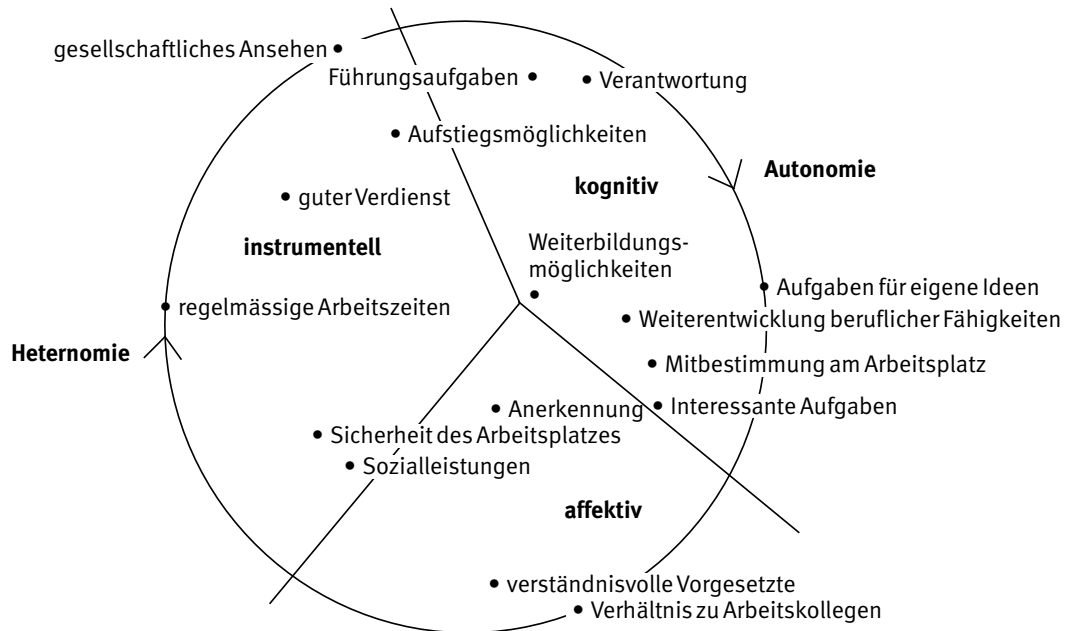 gesellschaftliches Ansehen
Führungsaufgaben
Verantwortung
Aufstiegsmöglichkeiten
Autonomie
kognitiv
guter Verdienst
instrumentell
Weiterbildungs-
möglichkeiten
Aufgaben für eigene Ideen
regelmässige Arbeitszeiten
Weiterentwicklung beruflicher Fähigkeiten
Heternomie
Mitbestimmung am Arbeitsplatz
Interessante Aufgaben
Anerkennung
Sicherheit des Arbeitsplatzes
Sozialleistungen
affektiv
verständnisvolle Vorgesetzte
Verhältnis zu Arbeitskollegen